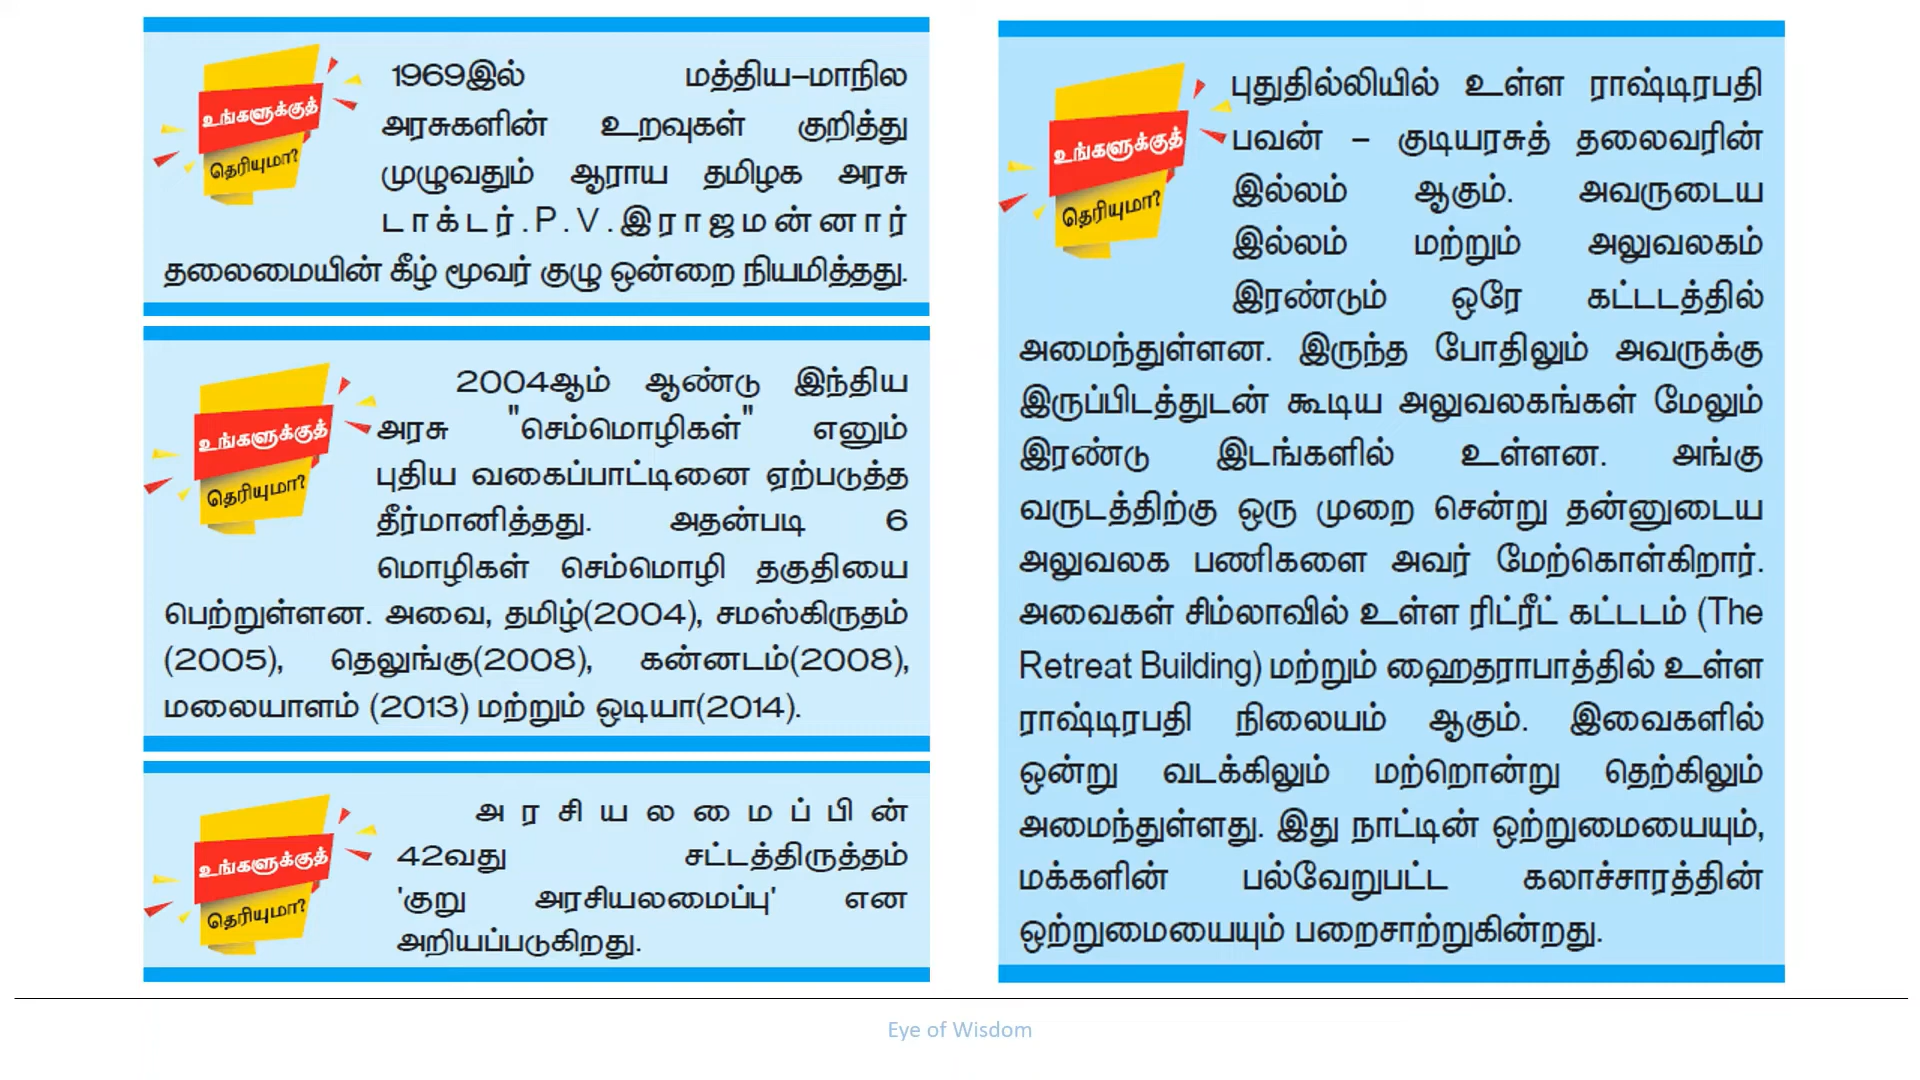 உங்களுக்குத்
தெரியுமா?
1969இல் மத்திய-மாநில
அரசுகளின் உறவுகள் குறித்து
முழுவதும் ஆராய தமிழக அரசு
டாக்டர்.P.V.இராஜமன்னார்
தலைமையின் கீழ் மூவர் குழு ஒன்றை நியமித்தது.
உங்களுக்குத்
தெரியுமா?
2004ஆம் ஆண்டு இந்திய
அரசு "செம்மொழிகள்" எனும்
புதிய வகைப்பாட்டினை ஏற்படுத்த
தீர்மானித்தது. அதன்படி 6
மொழிகள் செம்மொழி தகுதியை
பெற்றுள்ளன. அவை, தமிழ்(2004), சமஸ்கிருதம்
(2005), தெலுங்கு(2008), கன்னடம்(2008),
மலையாளம் (2013) மற்றும் ஒடியா(2014).
உங்களுக்குத்
தெரியுமா?
அரசியலமைப்பின்
42வது சட்டத்திருத்தம்
'குறு அரசியலமைப்பு' என
அறியப்படுகிறது.
உங்களுக்குத்
தெரியுமா?
புதுதில்லியில் உள்ள ராஷ்டிரபதி
பவன் – குடியரசுத் தலைவரின்
இல்லம் ஆகும். அவருடைய
இல்லம் மற்றும் அலுவலகம்
இரண்டும் ஒரே கட்டடத்தில்
அமைந்துள்ளன. இருந்த போதிலும் அவருக்கு
இருப்பிடத்துடன் கூடிய அலுவலகங்கள் மேலும்
இரண்டு இடங்களில் உள்ளன. அங்கு
வருடத்திற்கு ஒரு முறை சென்று தன்னுடைய
அலுவலக பணிகளை அவர் மேற்கொள்கிறார்.
அவைகள் சிம்லாவில் உள்ள ரிட்ரீட் கட்டடம் (The
Retreat Building) மற்றும் ஹைதராபாத்தில் உள்ள
ராஷ்டிரபதி நிலையம் ஆகும். இவைகளில்
ஒன்று வடக்கிலும் மற்றொன்று தெற்கிலும்
அமைந்துள்ளது. இது நாட்டின் ஒற்றுமையையும்,
மக்களின் பல்வேறுபட்ட கலாச்சாரத்தின்
ஒற்றுமையையும் பறைசாற்றுகின்றது.
Eye of Wisdom